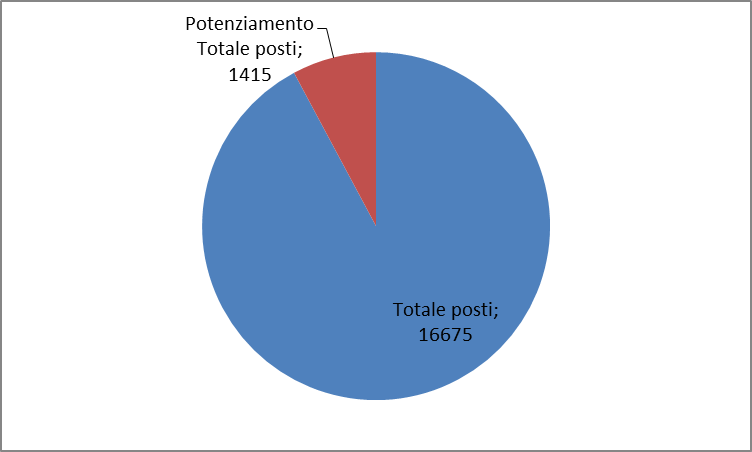 Potenziamento
Totale posti;
1415
Totale posti;
16675